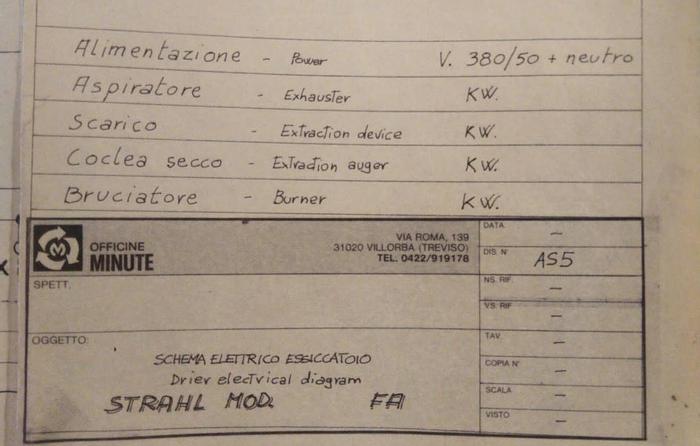 Alimentazione - Power V. 380/50 + neutro
Aspiratore - Exhauster KW.
Scarico - Extraction device KW.
Coclea secco - Extraction auger KW.
Bruciatore - Burner KW.
M
OFFICINE
MINUTE
VIA ROMA, 139
31020 VILLORBA (TREVISO)
TEL. 0422/919178
DATA -
DIS. N° AS5
SPETT.
NS. RIF. -
VS. RIF -
OGGETTO:
SCHEMA ELETTRICO ESSICCATOIO
Drier electrical diagram
STRAHL MOD. FA
TAV -
COPIA N° -
SCALA -
VISTO -